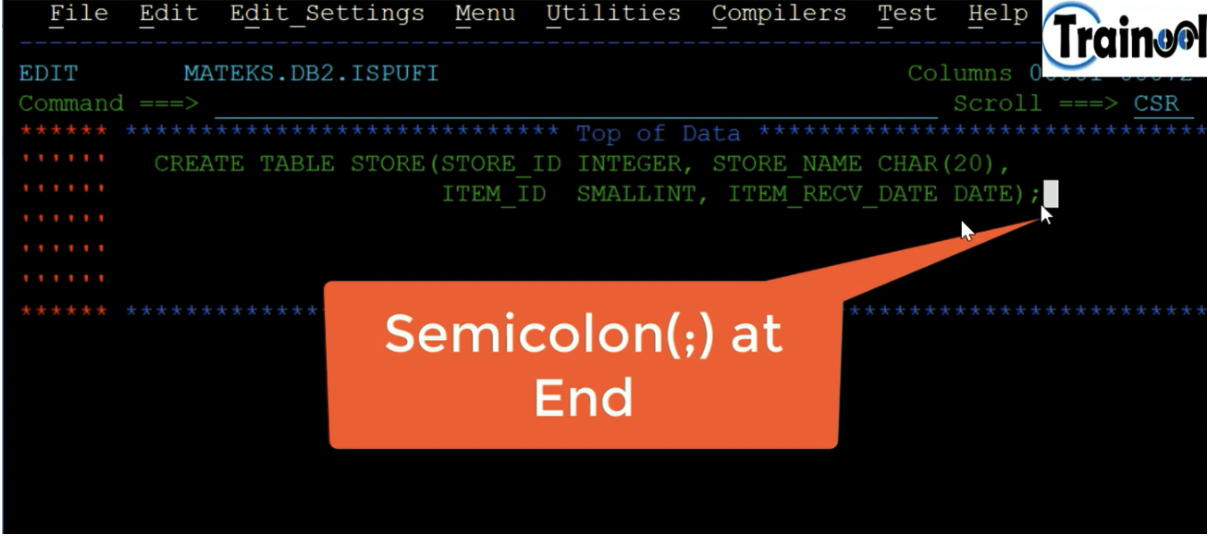 File Edit Edit_Settings Menu Utilities Compilers Test Help
Trainool
EDIT MATEKS.DB2.ISPUFI Columns
Command ===> Scroll ===> CSR
****** ***************************** Top of Data ******************************
'''''' CREATE TABLE STORE(STORE_ID INTEGER, STORE_NAME CHAR(20),
'''''' ITEM_ID SMALLINT, ITEM_RECV_DATE DATE);
''''''
''''''
''''''
****** *************
Semicolon(;) at
End